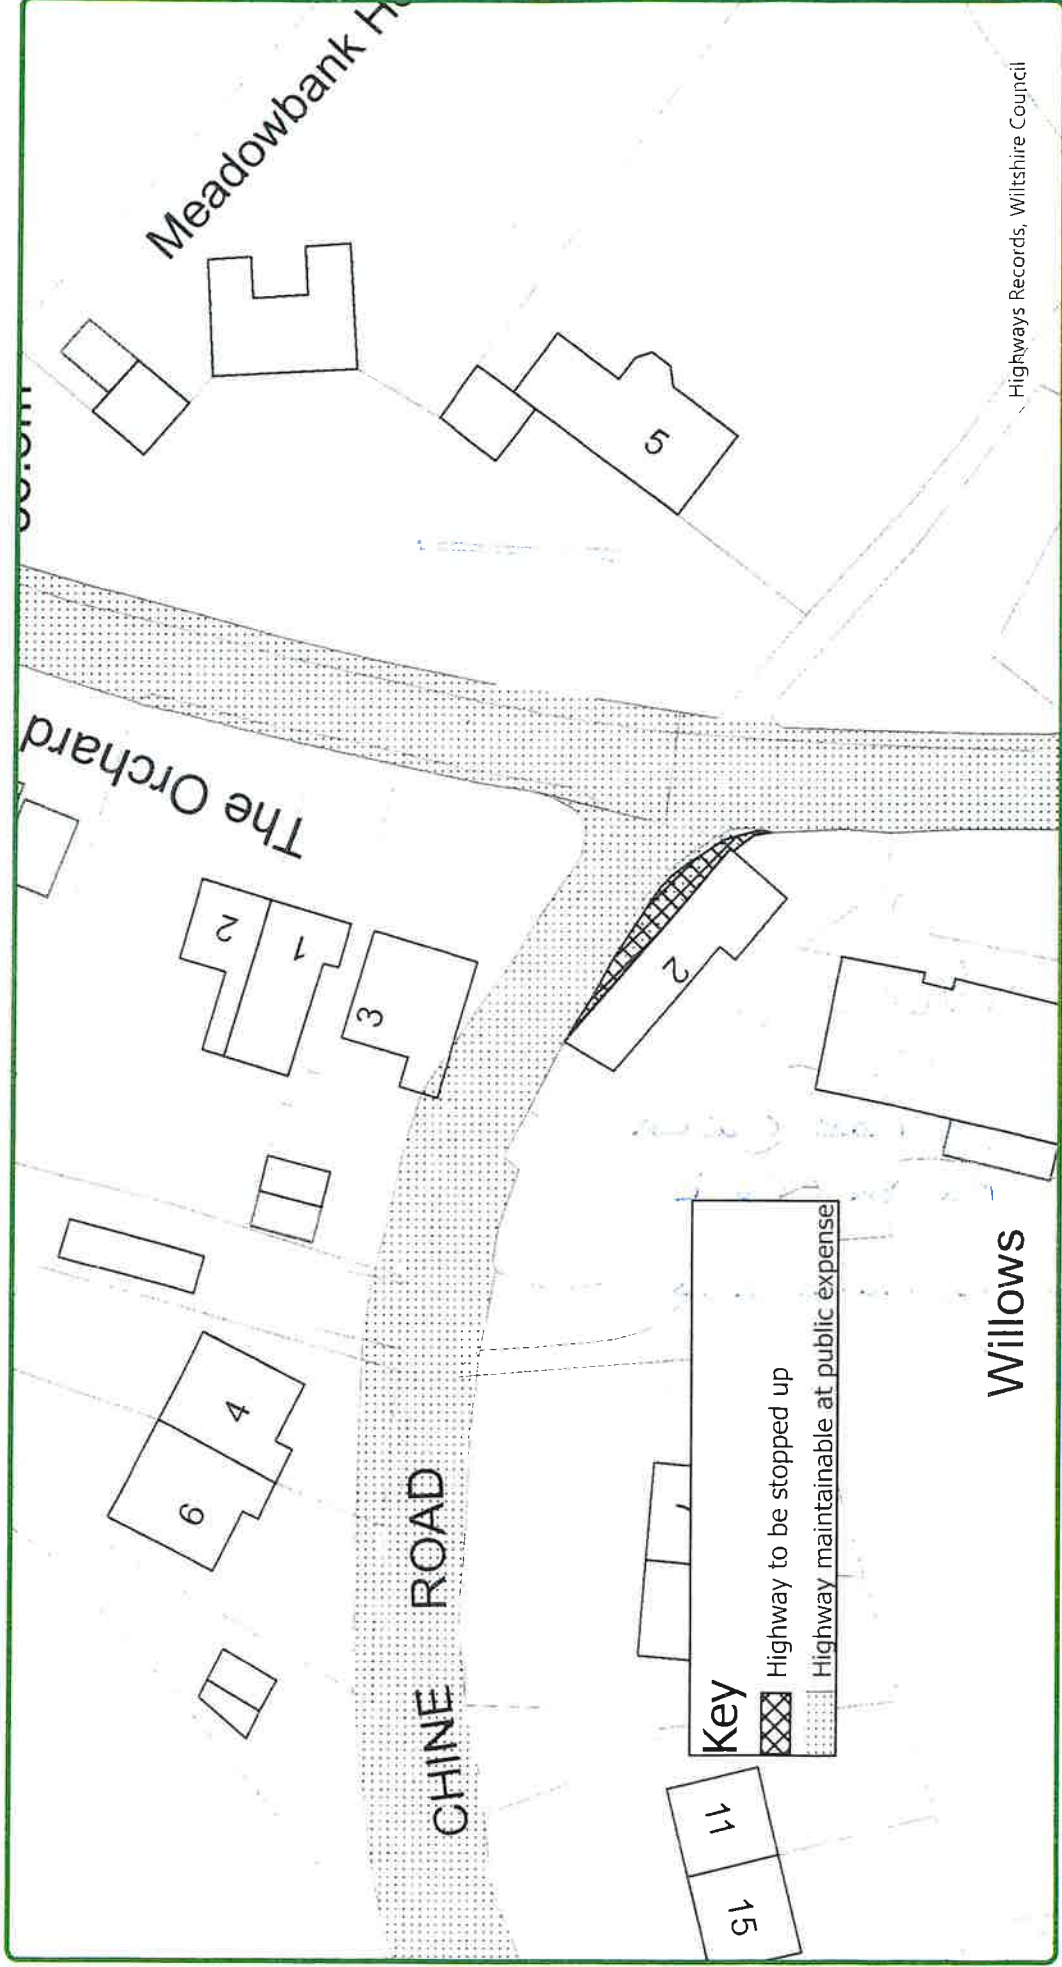 Meadowbank
The Orchard
2
1
3
5
2
4
6
CHINE ROAD
11
15
Willows
Key
Highway to be stopped up
Highway maintainable at public expense
Highways Records, Wiltshire Council